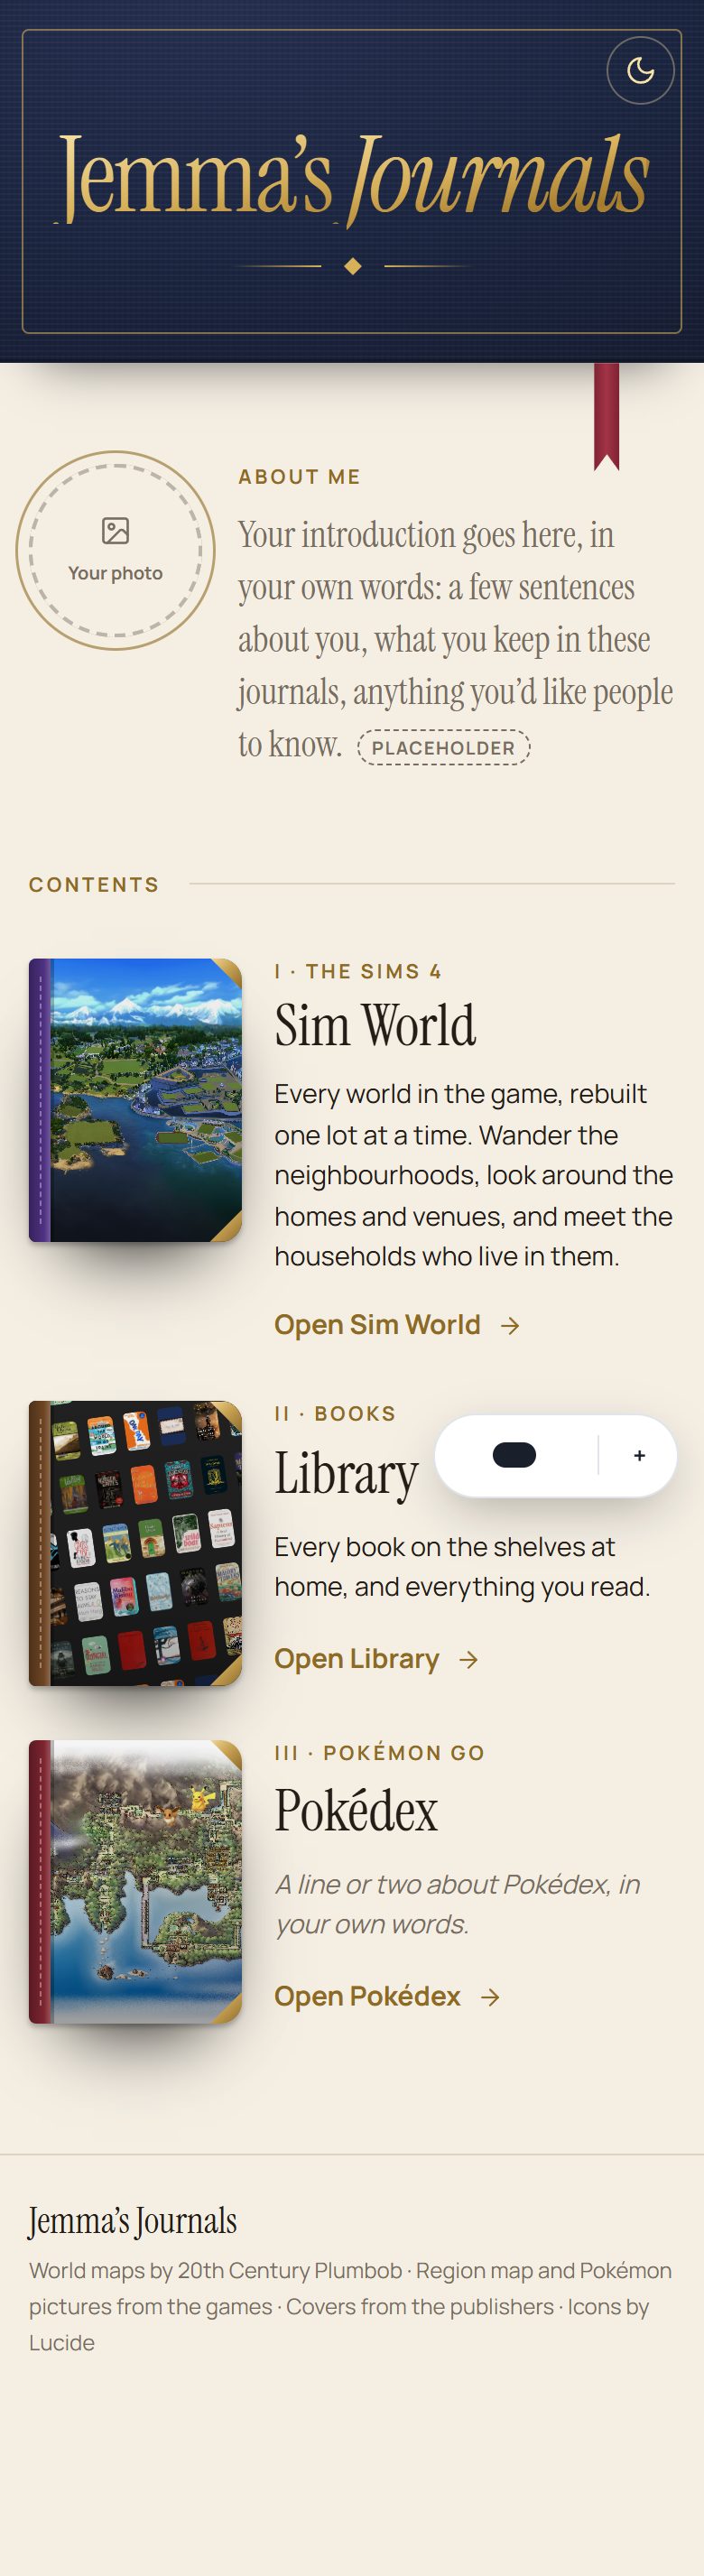 Jemma’s Journals
ABOUT ME
Your photo
Your introduction goes here, in
your own words: a few sentences
about you, what you keep in these
journals, anything you’d like people
to know. PLACEHOLDER
CONTENTS
I · THE SIMS 4
Sim World
Every world in the game, rebuilt
one lot at a time. Wander the
neighbourhoods, look around the
homes and venues, and meet the
households who live in them.
Open Sim World →
II · BOOKS
Library
+
Every book on the shelves at
home, and everything you read.
Open Library →
III · POKÉMON GO
Pokédex
A line or two about Pokédex, in
your own words.
Open Pokédex →
Jemma’s Journals
World maps by 20th Century Plumbob · Region map and Pokémon
pictures from the games · Covers from the publishers · Icons by
Lucide